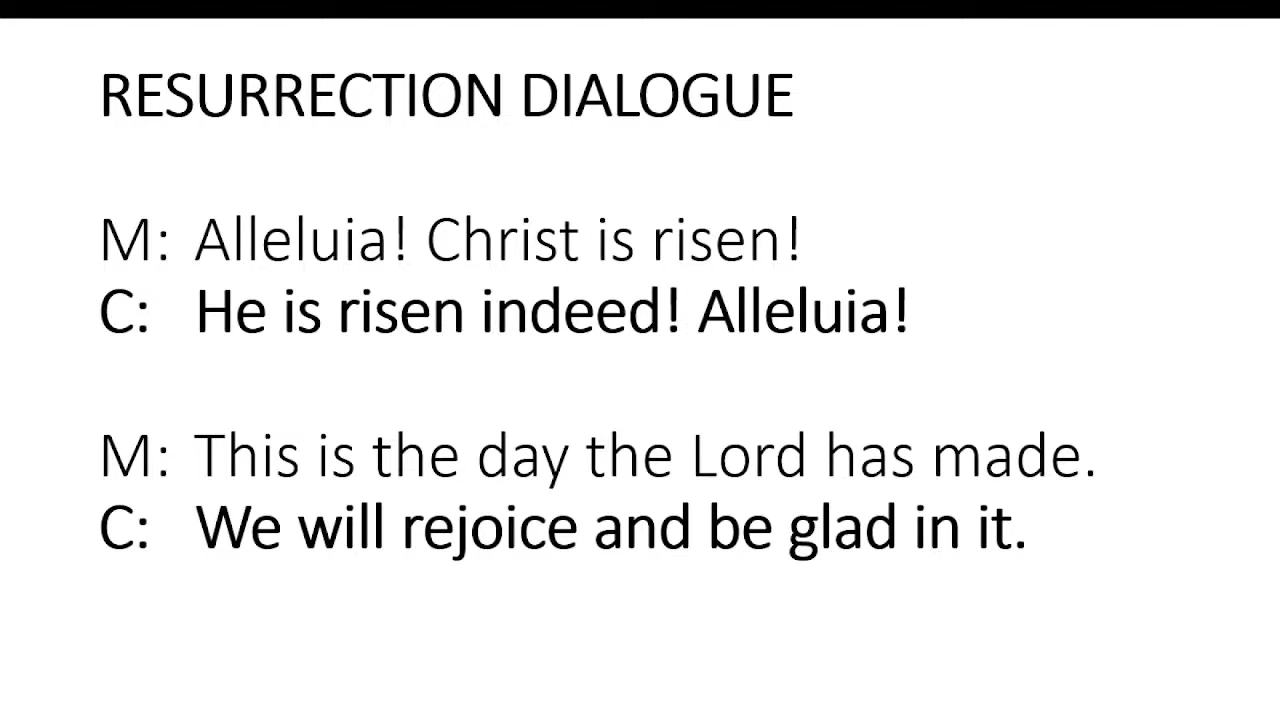 RESURRECTION DIALOGUE
M: Alleluia! Christ is risen!
C: He is risen indeed! Alleluia!
M: This is the day the Lord has made.
C: We will rejoice and be glad in it.